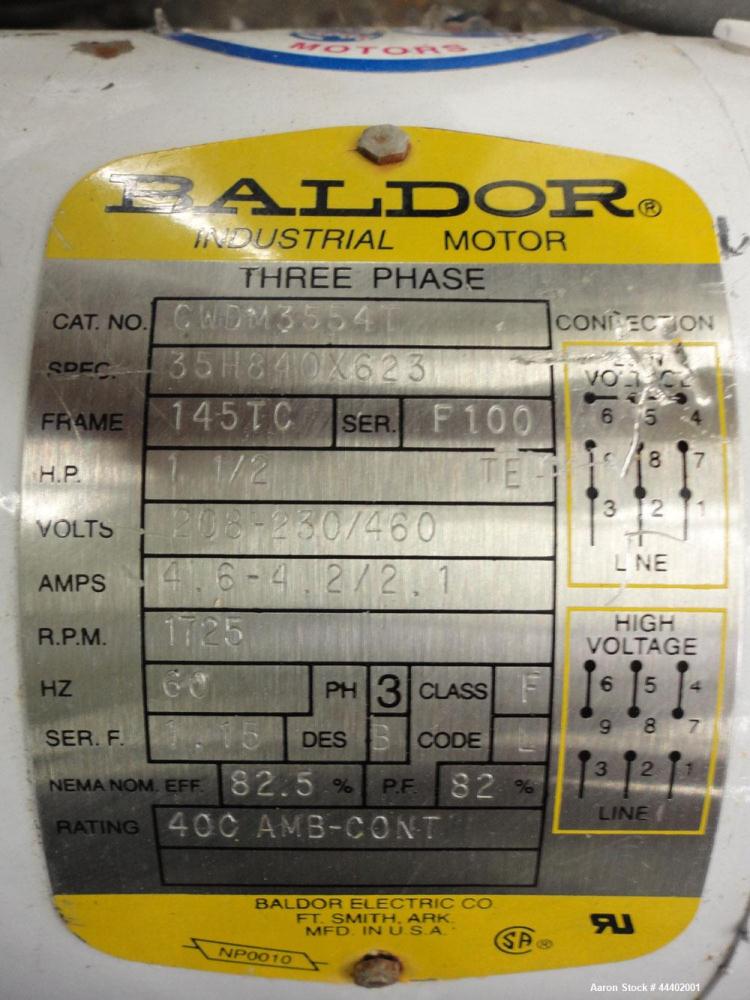 MOTORS
BALDOR®
INDUSTRIAL MOTOR
THREE PHASE
CAT. NO. CWDM3554T
SPEC. 35H840X623
FRAME 145TC SER. F100
H.P. 1 1/2 TE
VOLTS 208-230/460
AMPS 4.6-4.2/2.1
R.P.M. 1725
HZ 60 PH 3 CLASS F
SER. F. 1.15 DES B CODE L
NEMA NOM. EFF. 82.5 % P.F. 82 %
RATING 40C AMB-CONT
CONNECTION
VOLTAGE
6 5 4
8 7
3 2 1
LINE
HIGH
VOLTAGE
6 5 4
9 8 7
3 2 1
LINE
BALDOR ELECTRIC CO
FT. SMITH, ARK.
MFD. IN U.S.A.
NP0010
SA ®
RU
Aaron Stock # 44402001